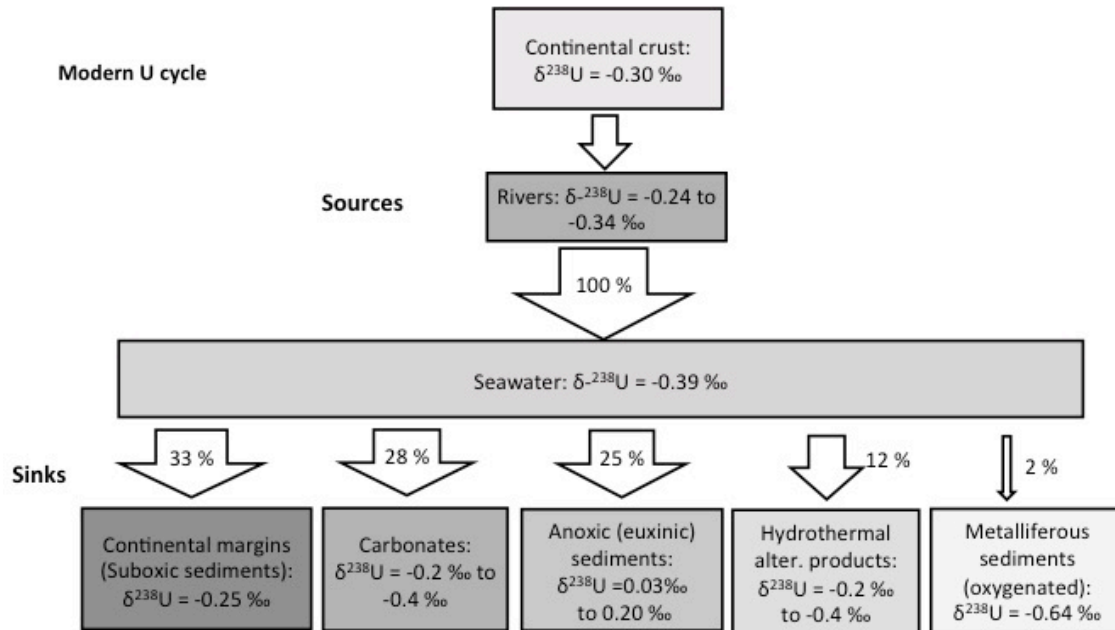 Modern U cycle
Continental crust:
δ²³⁸U = -0.30 ‰
Sources
Rivers: δ-²³⁸U = -0.24 to
-0.34 ‰
100 %
Seawater: δ-²³⁸U = -0.39 ‰
Sinks
33 %
28 %
25 %
12 %
2 %
Continental margins
(Suboxic sediments):
δ²³⁸U = -0.25 ‰
Carbonates:
δ²³⁸U = -0.2 ‰ to
-0.4 ‰
Anoxic (euxinic)
sediments:
δ²³⁸U =0.03‰
to 0.20 ‰
Hydrothermal
alter. products:
δ²³⁸U = -0.2 ‰
to -0.4 ‰
Metalliferous
sediments
(oxygenated):
δ²³⁸U = -0.64 ‰